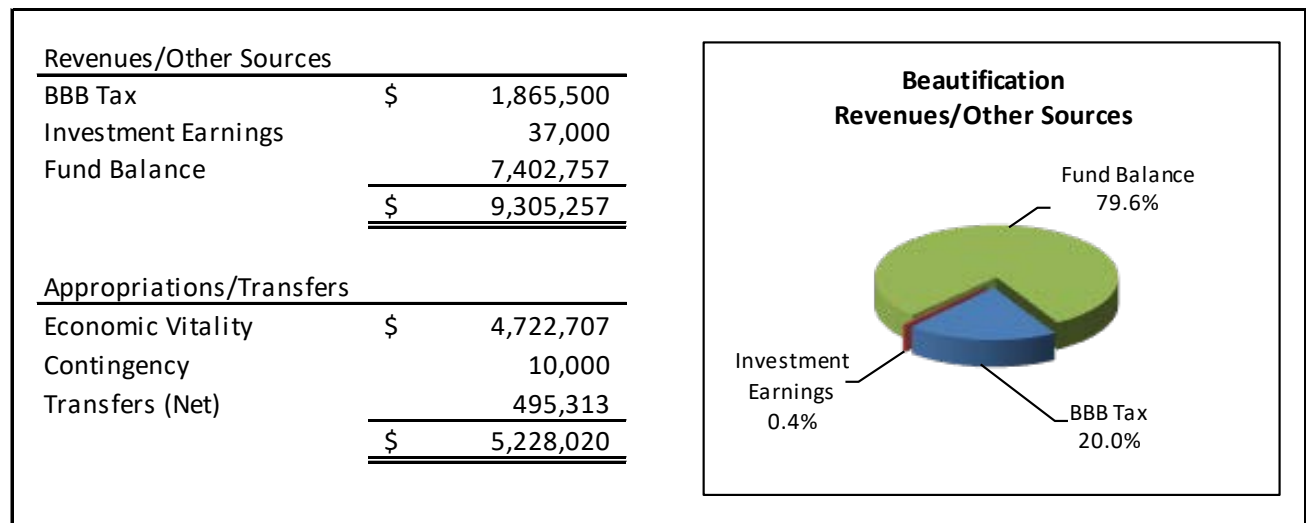 Revenues/Other Sources
BBB Tax $ 1,865,500
Investment Earnings 37,000
Fund Balance 7,402,757
$ 9,305,257
Appropriations/Transfers
Economic Vitality $ 4,722,707
Contingency 10,000
Transfers (Net) 495,313
$ 5,228,020
Beautification
Revenues/Other Sources
Fund Balance
79.6%
Investment
Earnings
0.4%
BBB Tax
20.0%